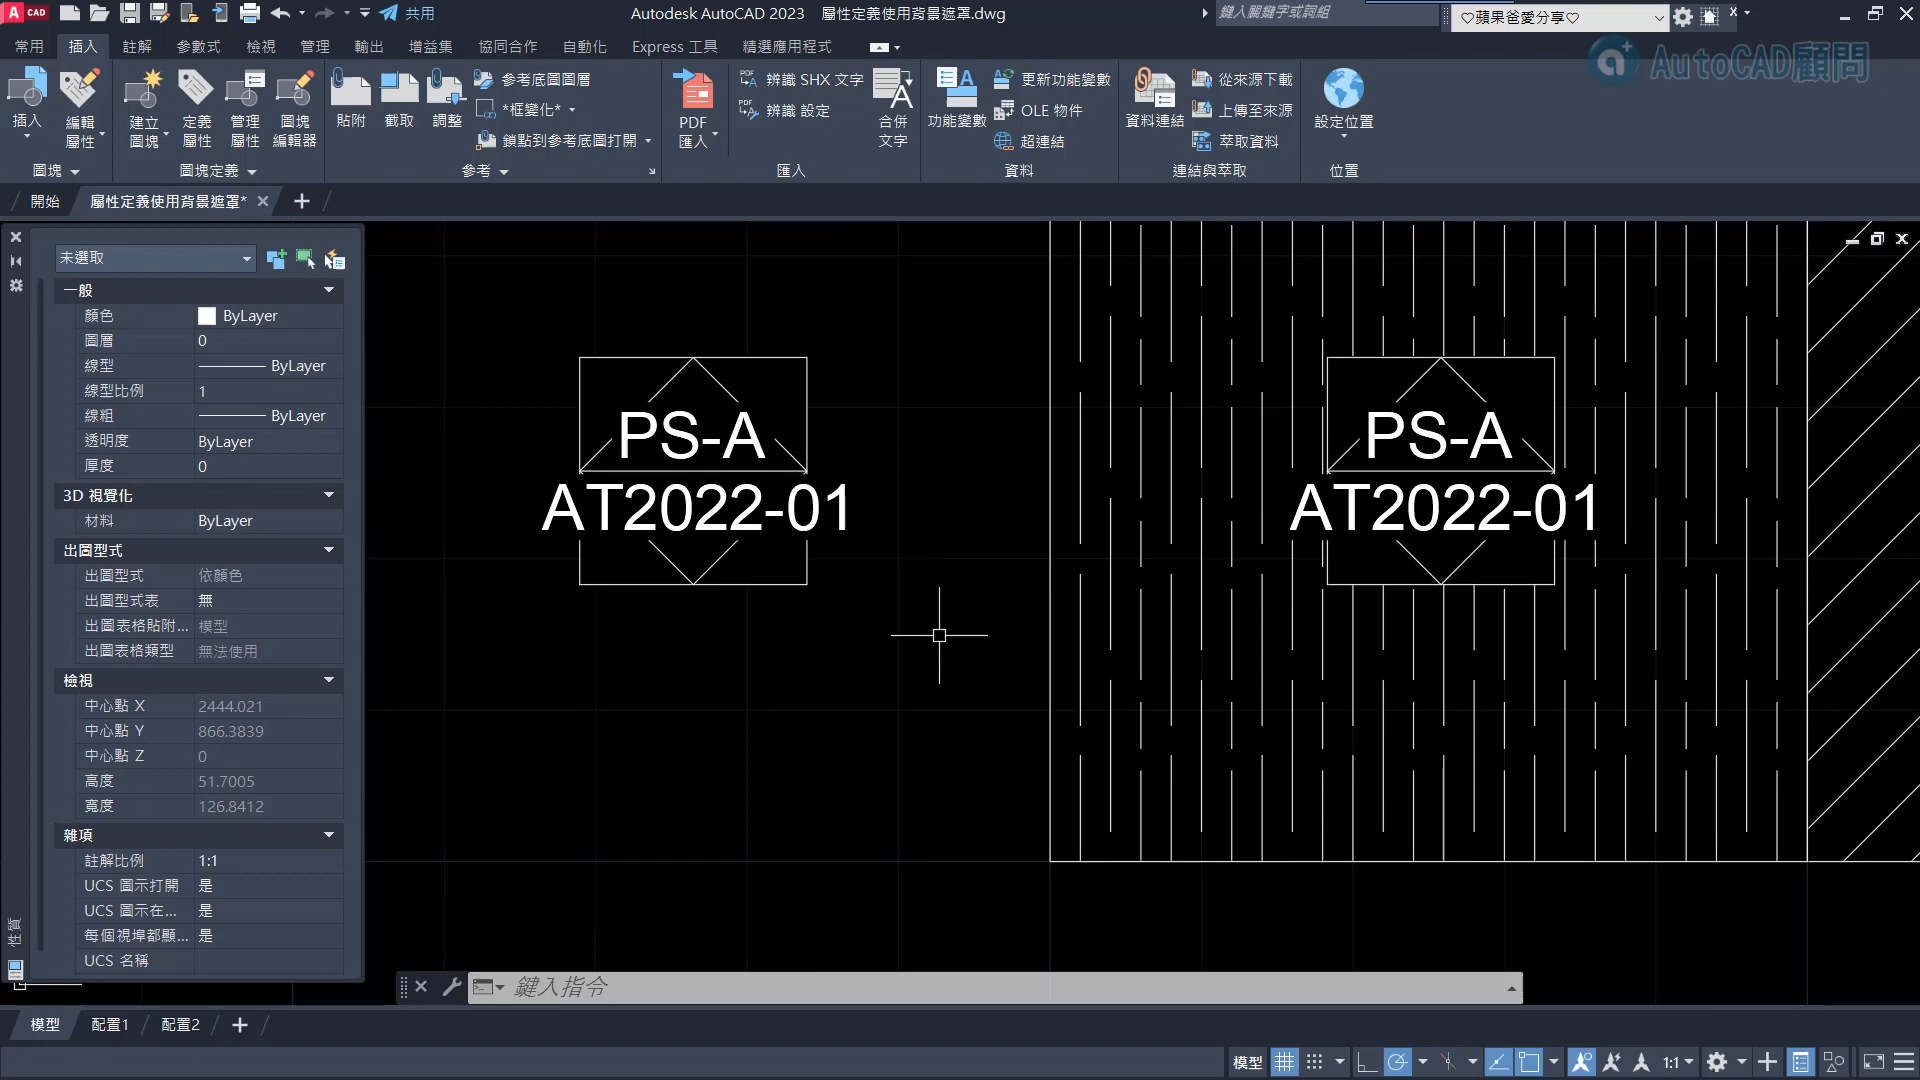 A CAD 共用 Autodesk AutoCAD 2023 屬性定義使用背景遮罩.dwg 鍵入關鍵字或詞組 ♡蘋果爸愛分享♡
常用 插入 註解 參數式 檢視 管理 輸出 增益集 協同合作 自動化 Express 工具 精選應用程式
AutoCAD顧問
插入
編輯
屬性
建立
圖塊
定義
屬性
管理
屬性
圖塊
編輯器
貼附
截取
調整
參考底圖圖層
*框變化*
鎖點到參考底圖打開
PDF
匯入
辨識 SHX 文字
辨識 設定
合併
文字
功能變數
更新功能變數
OLE 物件
超連結
資料連結
從來源下載
上傳至來源
萃取資料
設定位置
圖塊 圖塊定義 參考 匯入 資料 連結與萃取 位置
開始 屬性定義使用背景遮罩*
未選取
一般
顏色 ByLayer
圖層 0
線型 ByLayer
線型比例 1
線粗 ByLayer
透明度 ByLayer
厚度 0
3D 視覺化
材料 ByLayer
出圖型式
出圖型式 依顏色
出圖型式表 無
出圖表格貼附... 模型
出圖表格類型 無法使用
檢視
中心點 X 2444.021
中心點 Y 866.3839
中心點 Z 0
高度 51.7005
寬度 126.8412
雜項
註解比例 1:1
UCS 圖示打開 是
UCS 圖示在... 是
每個視埠都顯... 是
UCS 名稱
性質
PS-A
AT2022-01
PS-A
AT2022-01
鍵入指令
模型 配置1 配置2
模型 1:1